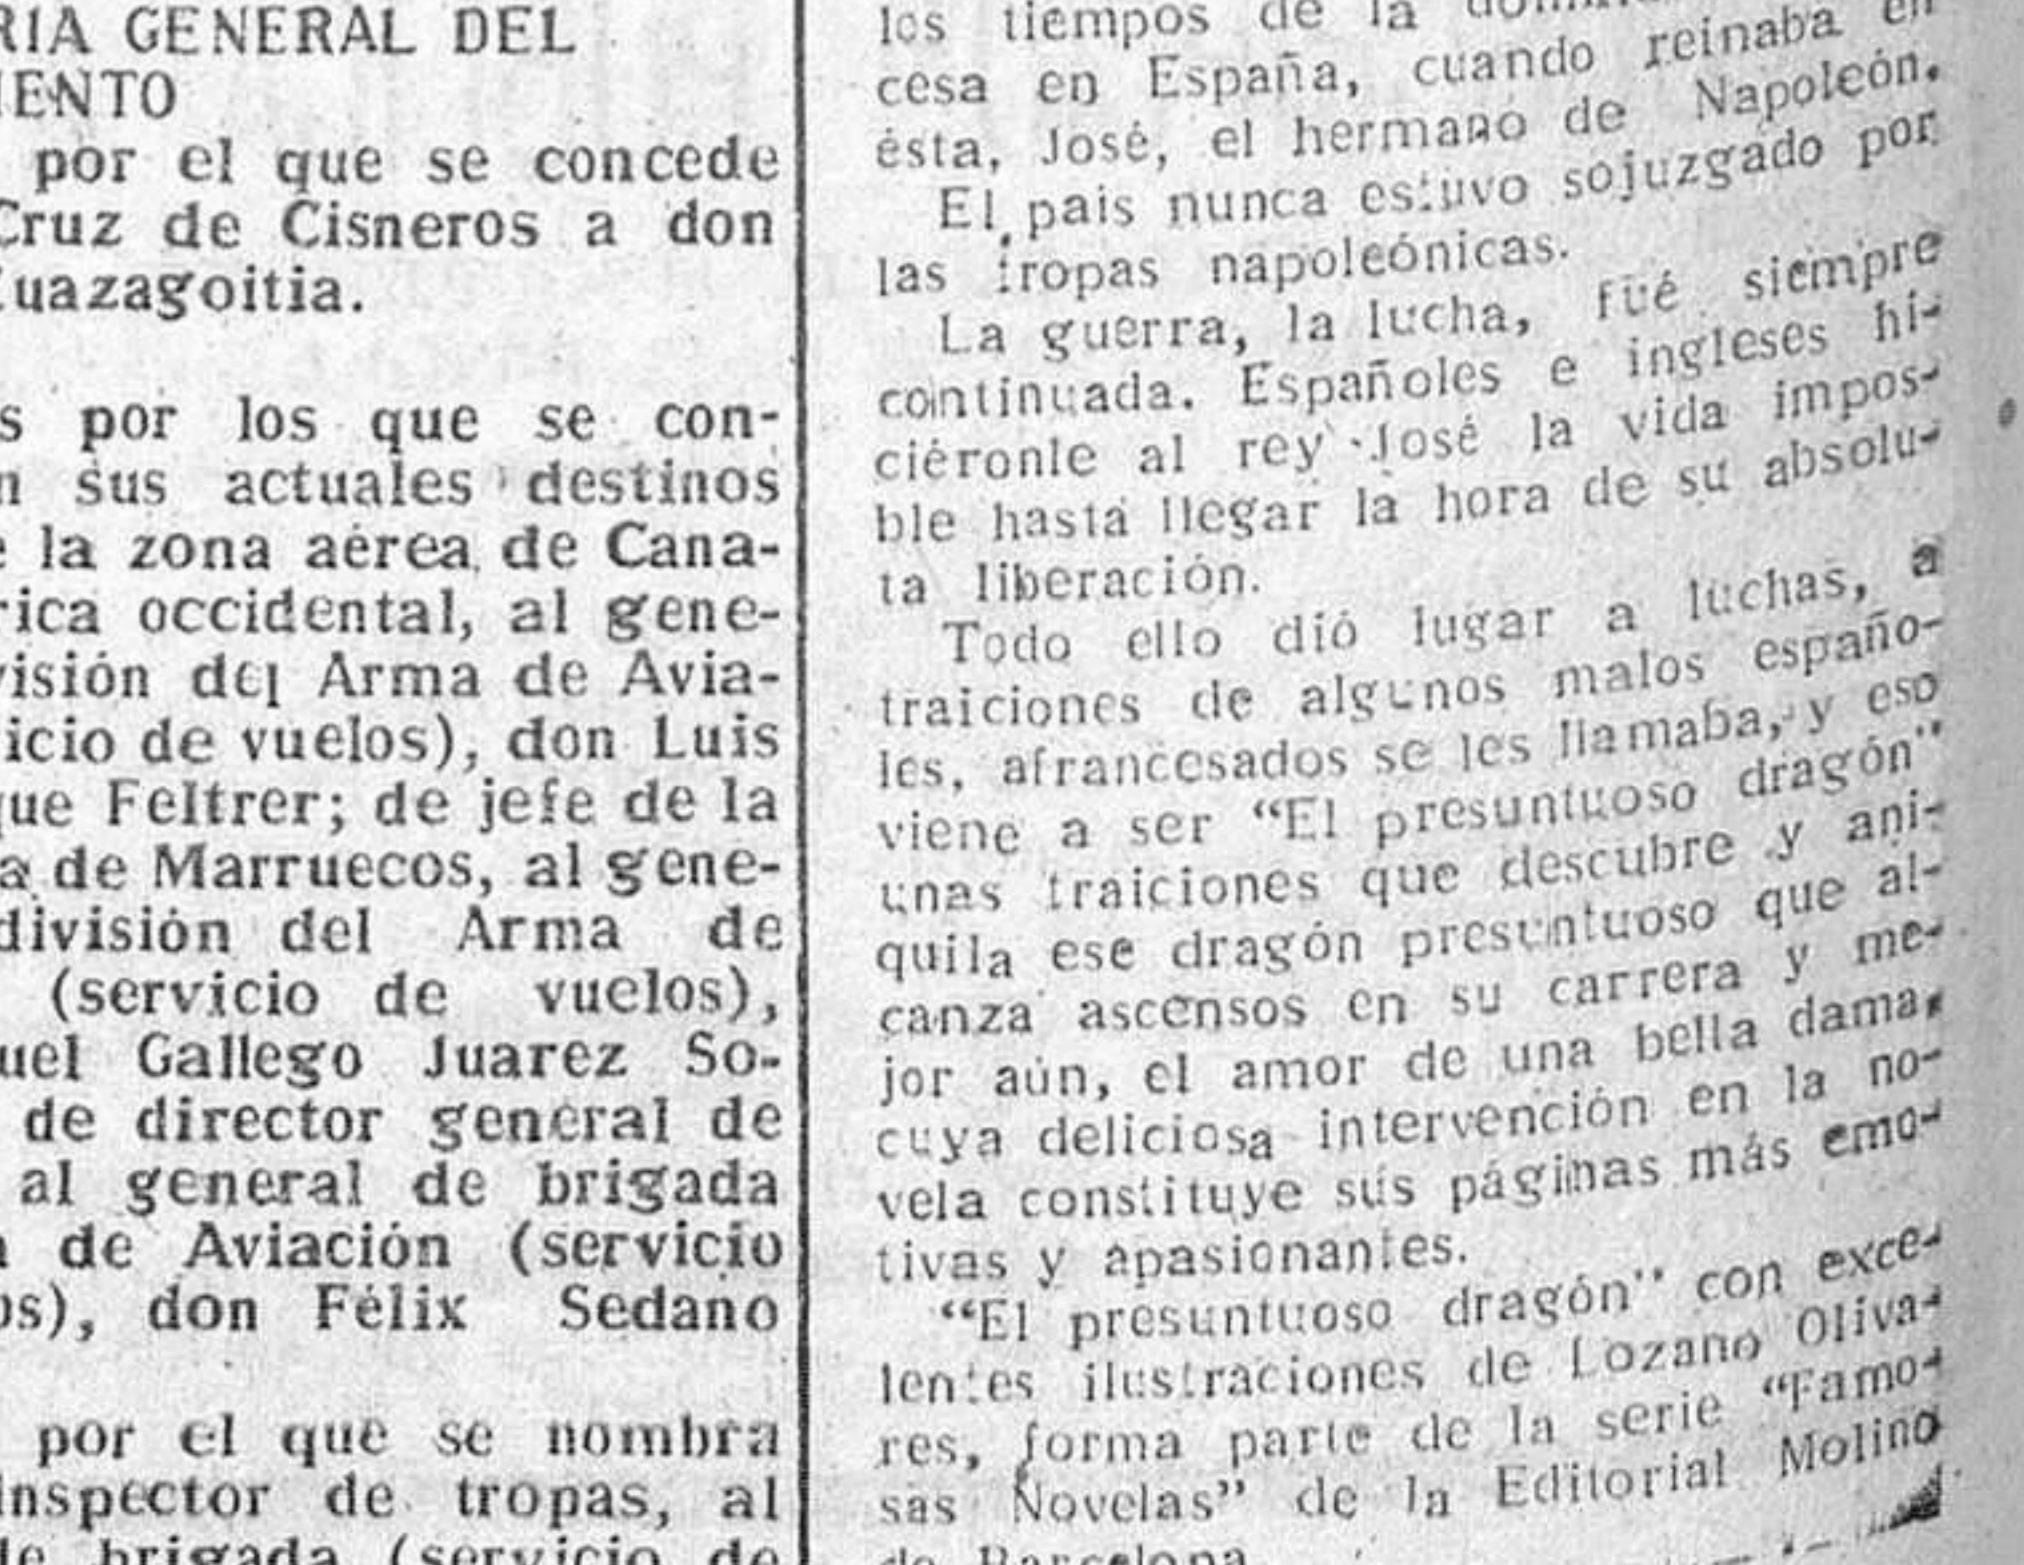 RIA GENERAL DEL
IENTO
por el que se concede
Cruz de Cisneros a don
Zuazagoitia.
s por los que se con-
n sus actuales destinos
e la zona aérea de Cana-
rica occidental, al gene-
visión del Arma de Avia-
icio de vuelos), don Luis
que Feltrer; de jefe de la
a de Marruecos, al gene-
división del Arma de
(servicio de vuelos),
uel Gallego Juarez So-
de director general de
al general de brigada
a de Aviación (servicio
os), don Félix Sedano
por el que se nombra
inspector de tropas, al
de brigada (servicio de
los tiempos de la
cesa en España, cuando reinaba en
ésta, José, el hermano de Napoleón.
El pais nunca estuvo sojuzgado por
las tropas napoleónicas.
La guerra, la lucha, fué siempre
continuada. Españoles e ingleses hi-
ciéronle al rey José la vida impos-
ble hasta llegar la hora de su absolu-
ta liberación.
Todo ello dió lugar a luchas, a
traiciones de algunos malos españo-
les, afrancesados se les llamaba, y eso
viene a ser “El presuntuoso dragón”
unas traiciones que descubre y ani-
quila ese dragón presuntuoso que al-
canza ascensos en su carrera y me-
jor aún, el amor de una bella dama,
cuya deliciosa intervención en la no-
vela constituye sus páginas más emo-
tivas y apasionantes.
“El presuntuoso dragón” con exce-
lentes ilustraciones de Lozano Oliva-
res, forma parte de la serie “Famo-
sas Novelas” de la Editorial Molino
de Barcelona